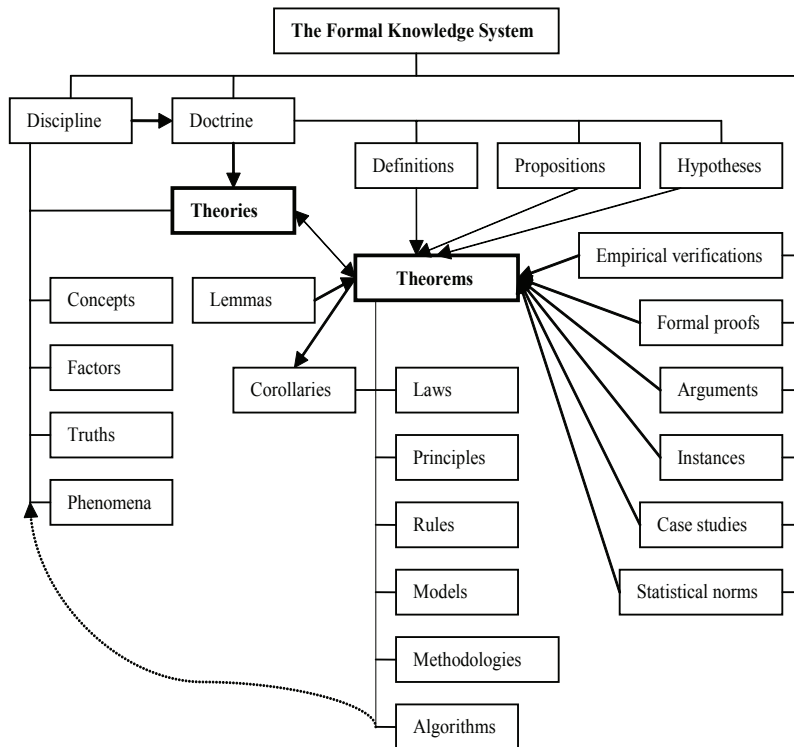 The Formal Knowledge System
Discipline
Doctrine
Definitions
Propositions
Hypotheses
Theories
Theorems
Empirical verifications
Concepts
Lemmas
Formal proofs
Factors
Corollaries
Laws
Arguments
Truths
Principles
Instances
Phenomena
Rules
Case studies
Models
Statistical norms
Methodologies
Algorithms